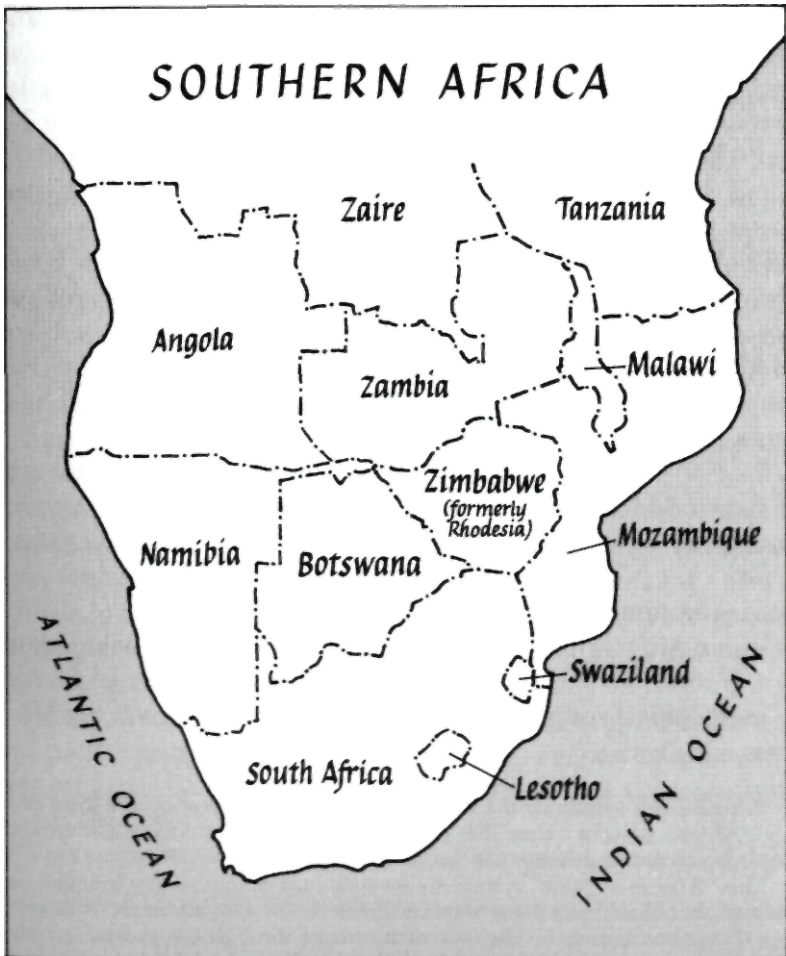 SOUTHERN AFRICA
Zaire
Tanzania
Angola
Zambia
Malawi
Zimbabwe
(formerly
Rhodesia)
Namibia
Botswana
Mozambique
Swaziland
South Africa
Lesotho
ATLANTIC OCEAN
INDIAN OCEAN